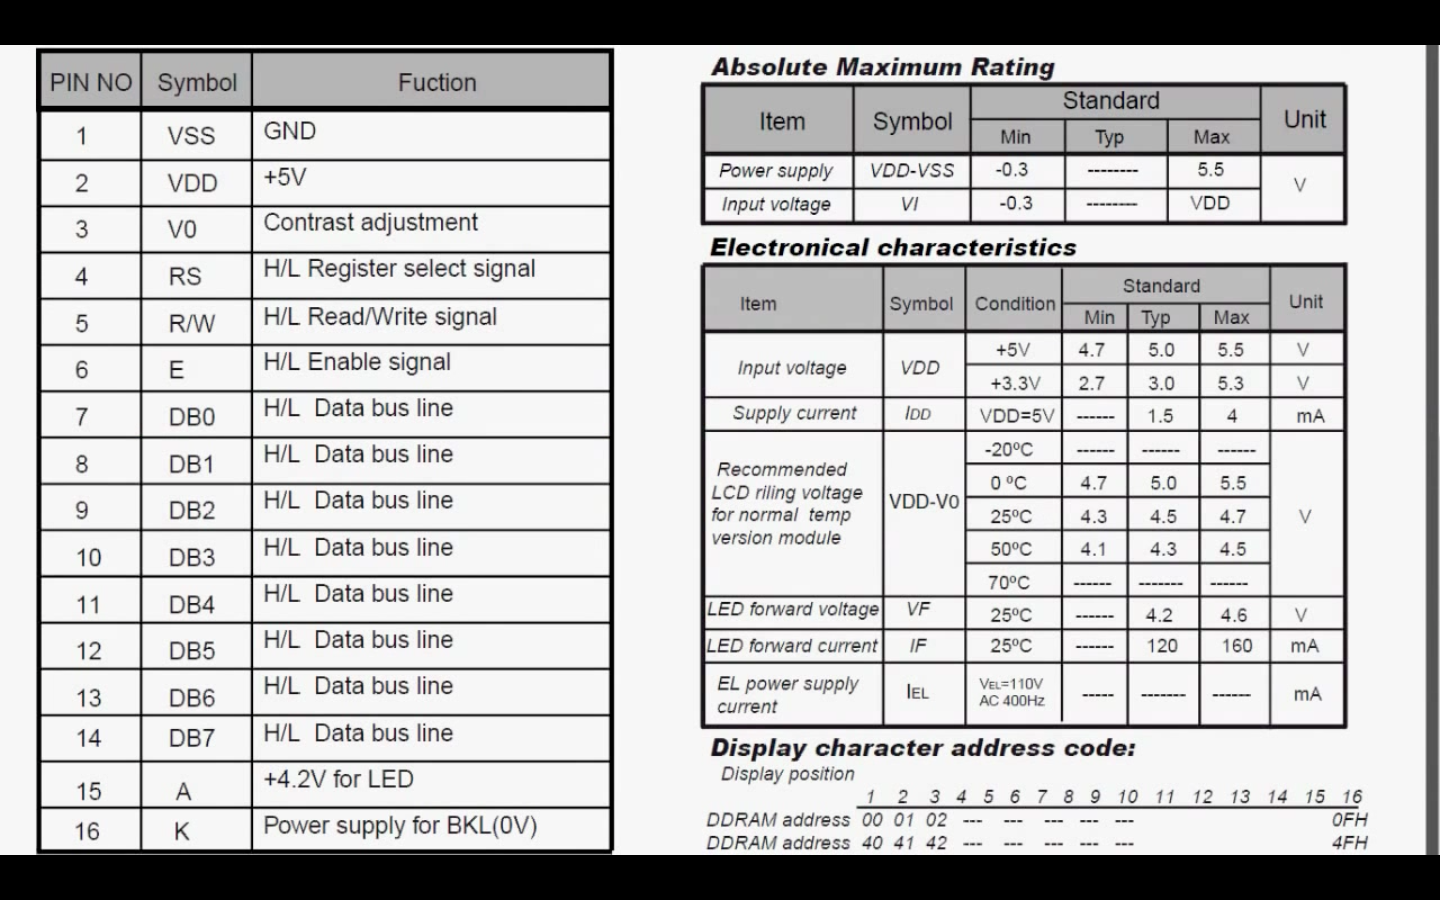 PIN NO Symbol Fuction
1 VSS GND
2 VDD +5V
3 V0 Contrast adjustment
4 RS H/L Register select signal
5 R/W H/L Read/Write signal
6 E H/L Enable signal
7 DB0 H/L Data bus line
8 DB1 H/L Data bus line
9 DB2 H/L Data bus line
10 DB3 H/L Data bus line
11 DB4 H/L Data bus line
12 DB5 H/L Data bus line
13 DB6 H/L Data bus line
14 DB7 H/L Data bus line
15 A +4.2V for LED
16 K Power supply for BKL(0V)
Absolute Maximum Rating
Item Symbol Standard Unit
Min Typ Max
Power supply VDD-VSS -0.3 -------- 5.5 V
Input voltage VI -0.3 -------- VDD
Electronical characteristics
Item Symbol Condition Standard Unit
Min Typ Max
Input voltage VDD +5V 4.7 5.0 5.5 V
+3.3V 2.7 3.0 5.3 V
Supply current IDD VDD=5V ------ 1.5 4 mA
Recommended
LCD riling voltage
for normal temp
version module
VDD-V0
-20ºC ------ ------ ------
0 ºC 4.7 5.0 5.5
25ºC 4.3 4.5 4.7 V
50ºC 4.1 4.3 4.5
70ºC ------ ------- ------
LED forward voltage VF 25ºC ------ 4.2 4.6 V
LED forward current IF 25ºC ------ 120 160 mA
EL power supply
current
IEL
VEL=110V
AC 400Hz
----- ------- ------ mA
Display character address code:
Display position
1 2 3 4 5 6 7 8 9 10 11 12 13 14 15 16
DDRAM address 00 01 02 --- --- --- --- --- 0FH
DDRAM address 40 41 42 --- --- --- --- --- 4FH